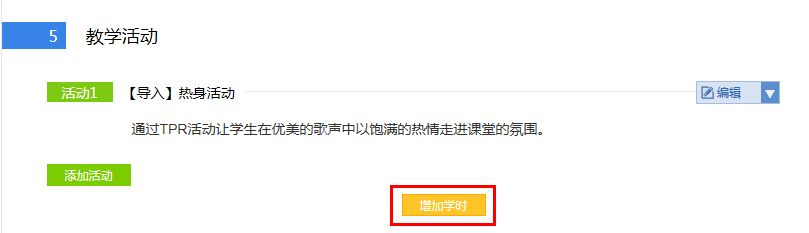 5 教学活动
活动1 【导入】热身活动 编辑
通过TPR活动让学生在优美的歌声中以饱满的热情走进课堂的氛围。
添加活动
增加学时